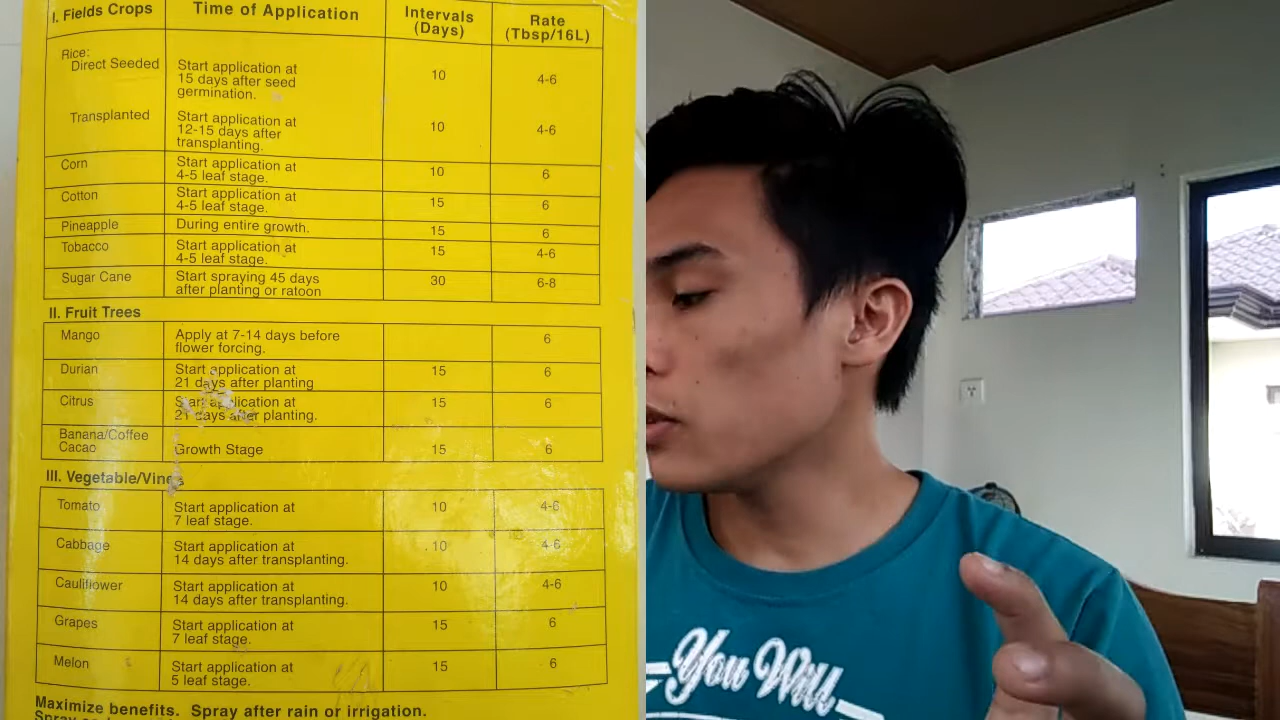 I. Fields Crops Time of Application Intervals (Days) Rate (Tbsp/16L)
Rice:
Direct Seeded Start application at 15 days after seed germination. 10 4-6
Transplanted Start application at 12-15 days after transplanting. 10 4-6
Corn Start application at 4-5 leaf stage. 10 6
Cotton Start application at 4-5 leaf stage. 15 6
Pineapple During entire growth. 15 6
Tobacco Start application at 4-5 leaf stage. 15 4-6
Sugar Cane Start spraying 45 days after planting or ratoon 30 6-8
II. Fruit Trees
Mango Apply at 7-14 days before flower forcing. 6
Durian Start application at 21 days after planting 15 6
Citrus Start application at 21 days after planting. 15 6
Banana/Coffee Cacao Growth Stage 15 6
III. Vegetable/Vines
Tomato Start application at 7 leaf stage. 10 4-6
Cabbage Start application at 14 days after transplanting. 10 4-6
Cauliflower Start application at 14 days after transplanting. 10 4-6
Grapes Start application at 7 leaf stage. 15 6
Melon Start application at 5 leaf stage. 15 6
Maximize benefits. Spray after rain or irrigation.
You Will